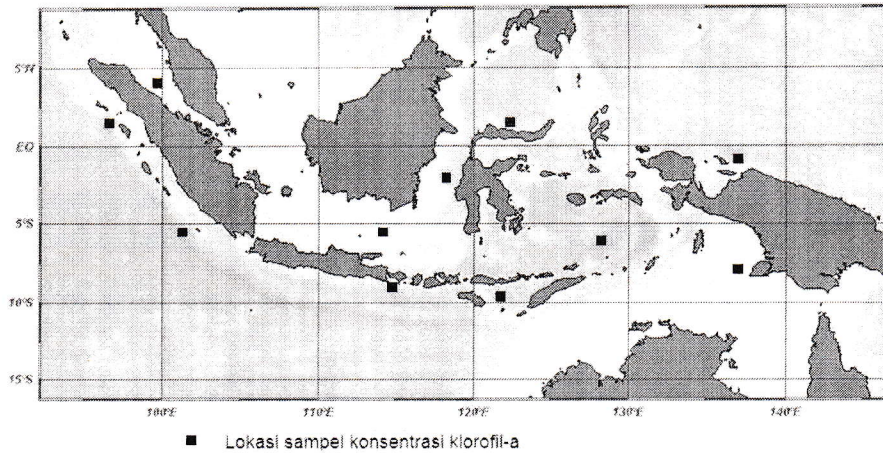 5°N
EQ
5°S
10°S
15°S
100°E 110°E 120°E 130°E 140°E
Lokasi sampel konsentrasi klorofil-a